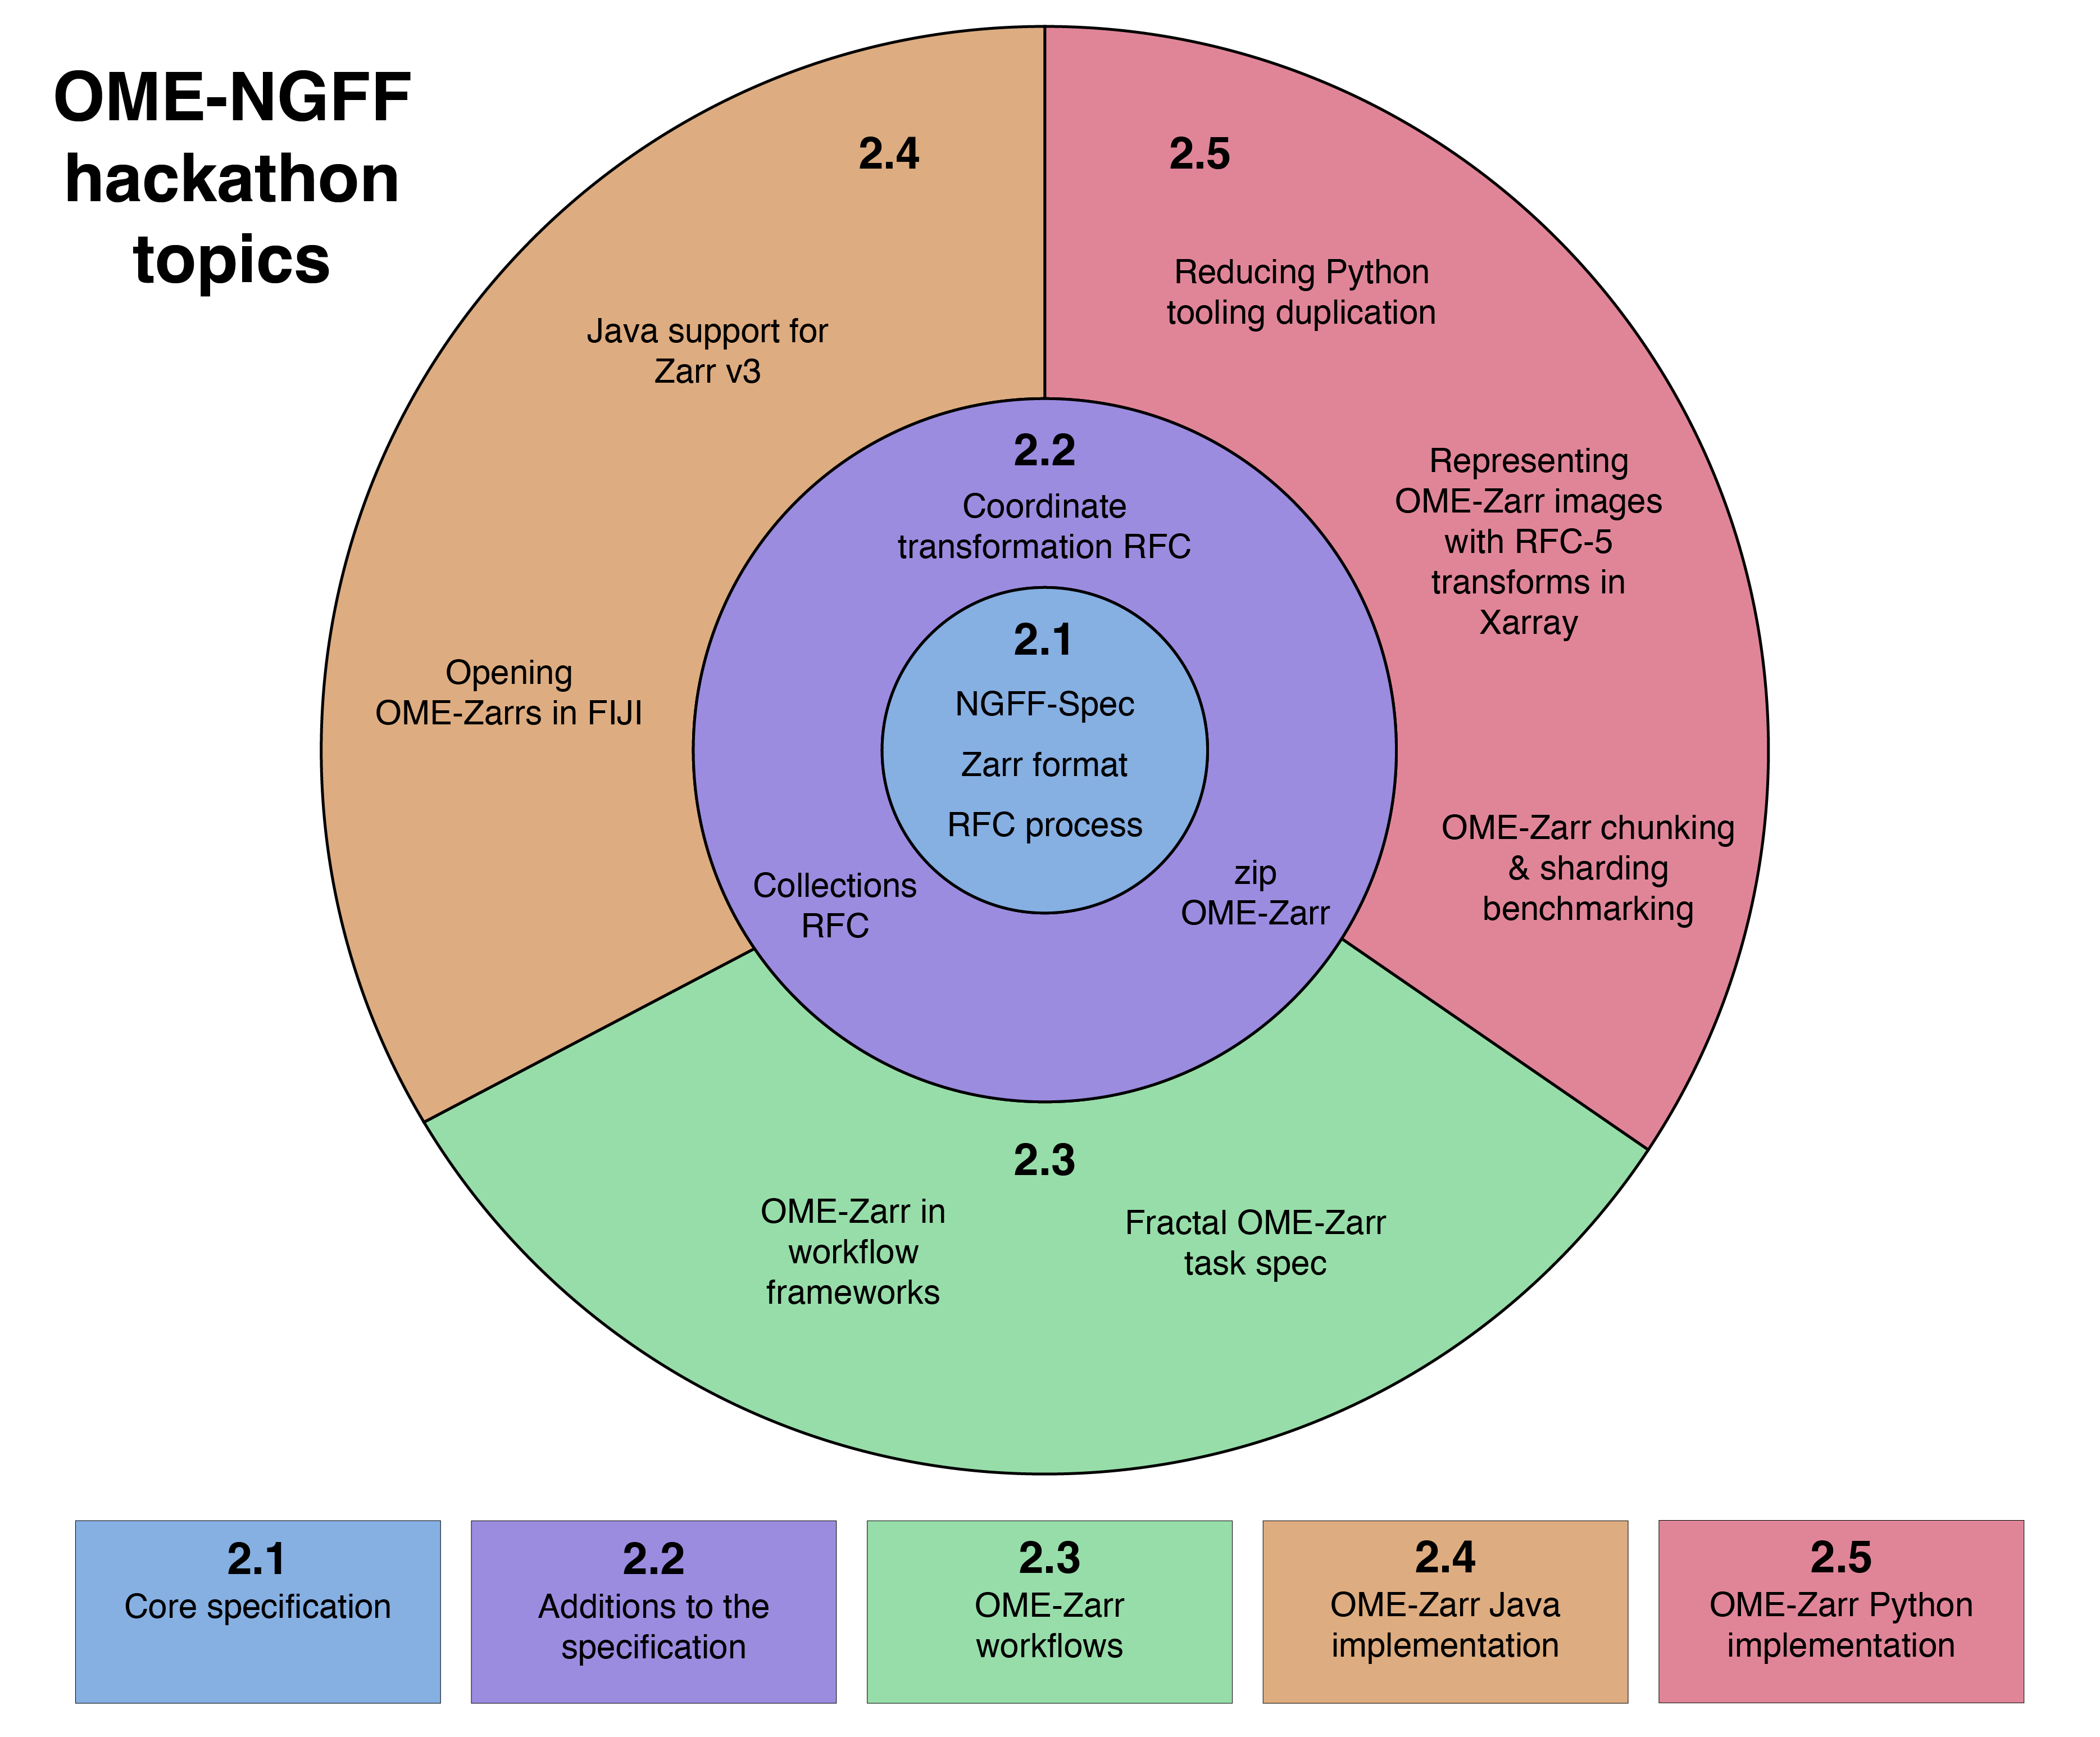 OME-NGFF
hackathon
topics
2.4
Java support for
Zarr v3
Opening
OME-Zarrs in FIJI
2.5
Reducing Python
tooling duplication
Representing
OME-Zarr images
with RFC-5
transforms in
Xarray
OME-Zarr chunking
& sharding
benchmarking
2.2
Coordinate
transformation RFC
Collections
RFC
zip
OME-Zarr
2.1
NGFF-Spec
Zarr format
RFC process
2.3
OME-Zarr in
workflow
frameworks
Fractal OME-Zarr
task spec
2.1
Core specification
2.2
Additions to the
specification
2.3
OME-Zarr
workflows
2.4
OME-Zarr Java
implementation
2.5
OME-Zarr Python
implementation